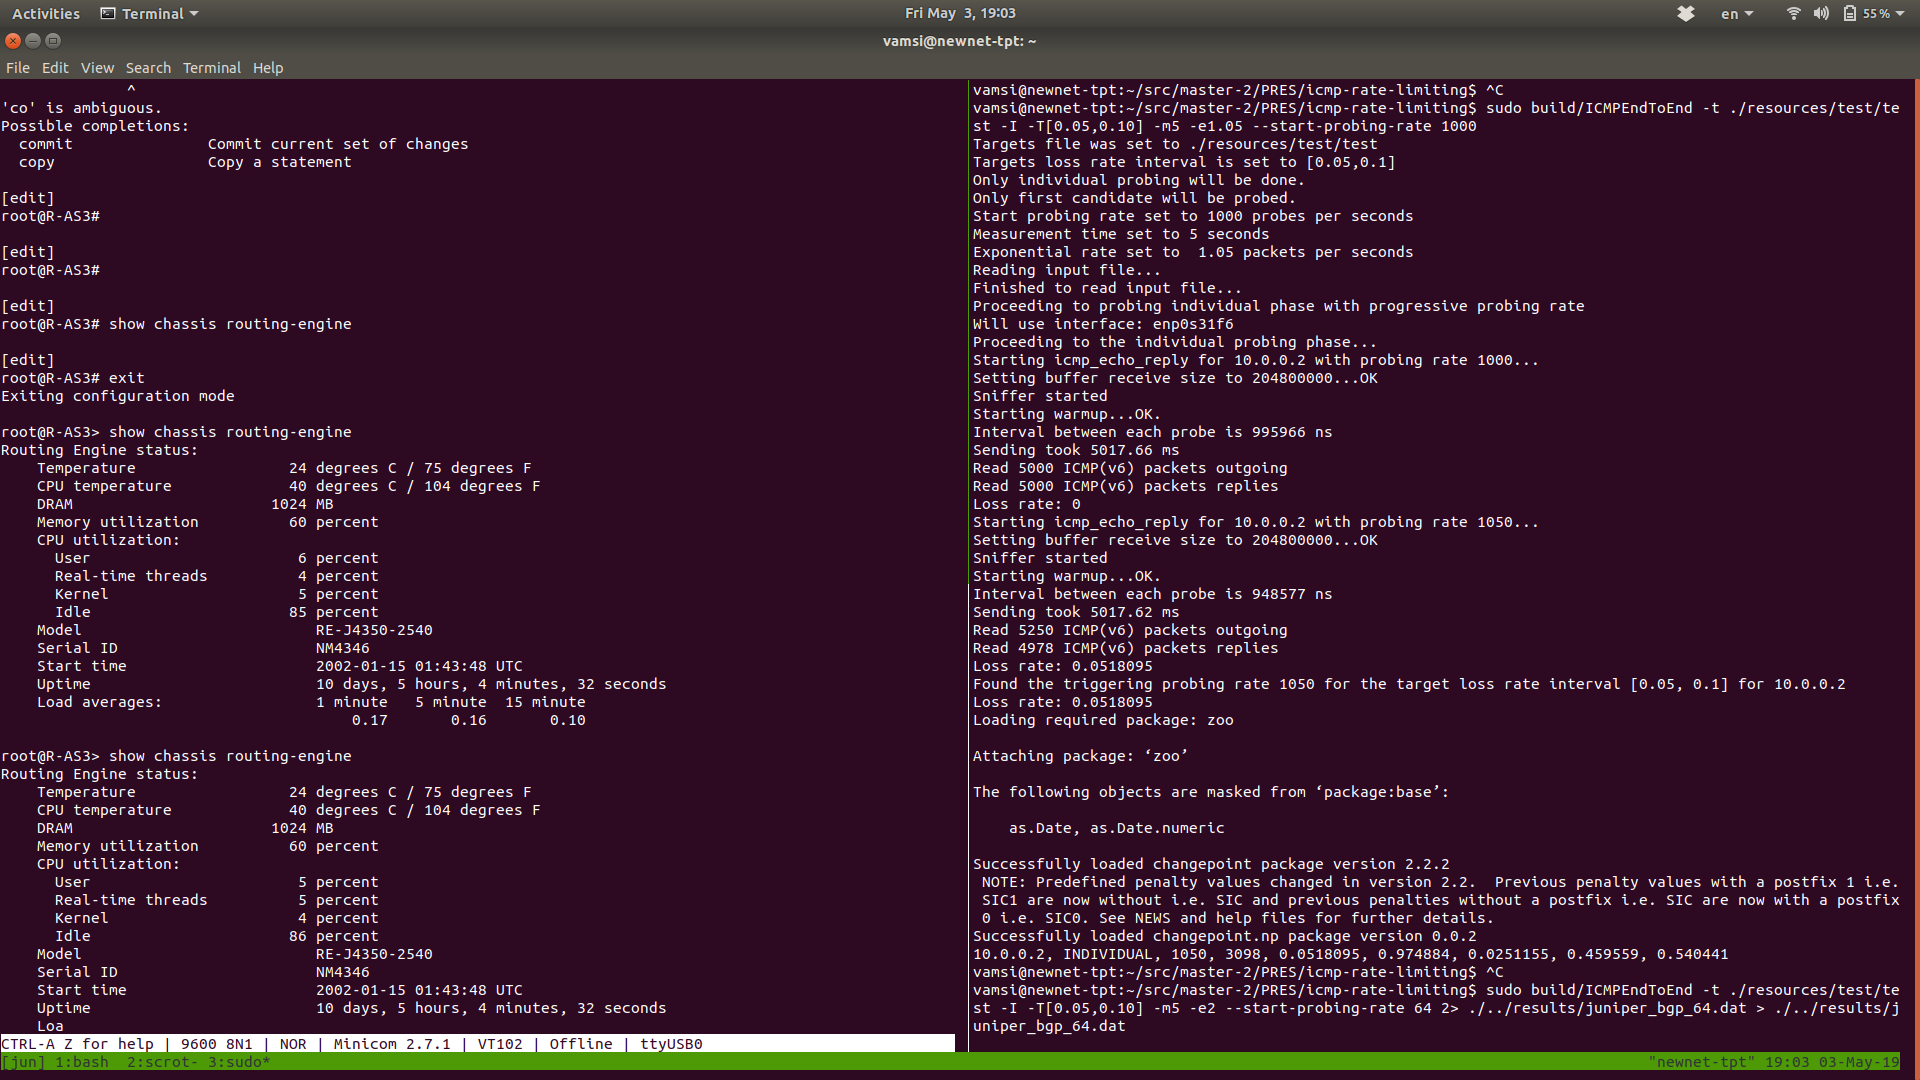 Activities Terminal Fri May 3, 19:03 en 55%
vamsi@newnet-tpt: ~
File Edit View Search Terminal Help
^
'co' is ambiguous.
Possible completions:
commit Commit current set of changes
copy Copy a statement
[edit]
root@R-AS3#
[edit]
root@R-AS3#
[edit]
root@R-AS3# show chassis routing-engine
[edit]
root@R-AS3# exit
Exiting configuration mode
root@R-AS3> show chassis routing-engine
Routing Engine status:
Temperature 24 degrees C / 75 degrees F
CPU temperature 40 degrees C / 104 degrees F
DRAM 1024 MB
Memory utilization 60 percent
CPU utilization:
User 6 percent
Real-time threads 4 percent
Kernel 5 percent
Idle 85 percent
Model RE-J4350-2540
Serial ID NM4346
Start time 2002-01-15 01:43:48 UTC
Uptime 10 days, 5 hours, 4 minutes, 32 seconds
Load averages: 1 minute 5 minute 15 minute
0.17 0.16 0.10
root@R-AS3> show chassis routing-engine
Routing Engine status:
Temperature 24 degrees C / 75 degrees F
CPU temperature 40 degrees C / 104 degrees F
DRAM 1024 MB
Memory utilization 60 percent
CPU utilization:
User 5 percent
Real-time threads 5 percent
Kernel 4 percent
Idle 86 percent
Model RE-J4350-2540
Serial ID NM4346
Start time 2002-01-15 01:43:48 UTC
Uptime 10 days, 5 hours, 4 minutes, 32 seconds
Loa
CTRL-A Z for help | 9600 8N1 | NOR | Minicom 2.7.1 | VT102 | Offline | ttyUSB0
vamsi@newnet-tpt:~/src/master-2/PRES/icmp-rate-limiting$ ^C
vamsi@newnet-tpt:~/src/master-2/PRES/icmp-rate-limiting$ sudo build/ICMPEndToEnd -t ./resources/test/te
st -I -T[0.05,0.10] -m5 -e1.05 --start-probing-rate 1000
Targets file was set to ./resources/test/test
Targets loss rate interval is set to [0.05,0.1]
Only individual probing will be done.
Only first candidate will be probed.
Start probing rate set to 1000 probes per seconds
Measurement time set to 5 seconds
Exponential rate set to  1.05 packets per seconds
Reading input file...
Finished to read input file...
Proceeding to probing individual phase with progressive probing rate
Will use interface: enp0s31f6
Proceeding to the individual probing phase...
Starting icmp_echo_reply for 10.0.0.2 with probing rate 1000...
Setting buffer receive size to 204800000...OK
Sniffer started
Starting warmup...OK.
Interval between each probe is 995966 ns
Sending took 5017.66 ms
Read 5000 ICMP(v6) packets outgoing
Read 5000 ICMP(v6) packets replies
Loss rate: 0
Starting icmp_echo_reply for 10.0.0.2 with probing rate 1050...
Setting buffer receive size to 204800000...OK
Sniffer started
Starting warmup...OK.
Interval between each probe is 948577 ns
Sending took 5017.62 ms
Read 5250 ICMP(v6) packets outgoing
Read 4978 ICMP(v6) packets replies
Loss rate: 0.0518095
Found the triggering probing rate 1050 for the target loss rate interval [0.05, 0.1] for 10.0.0.2
Loss rate: 0.0518095
Loading required package: zoo
Attaching package: ‘zoo’
The following objects are masked from ‘package:base’:
as.Date, as.Date.numeric
Successfully loaded changepoint package version 2.2.2
NOTE: Predefined penalty values changed in version 2.2.  Previous penalty values with a postfix 1 i.e.
SIC1 are now without i.e. SIC and previous penalties without a postfix i.e. SIC are now with a postfix
0 i.e. SIC0. See NEWS and help files for further details.
Successfully loaded changepoint.np package version 0.0.2
10.0.0.2, INDIVIDUAL, 1050, 3098, 0.0518095, 0.974884, 0.0251155, 0.459559, 0.540441
vamsi@newnet-tpt:~/src/master-2/PRES/icmp-rate-limiting$ ^C
vamsi@newnet-tpt:~/src/master-2/PRES/icmp-rate-limiting$ sudo build/ICMPEndToEnd -t ./resources/test/te
st -I -T[0.05,0.10] -m5 -e2 --start-probing-rate 64 2> ./../results/juniper_bgp_64.dat > ./../results/j
uniper_bgp_64.dat
[jun] 1:bash 2:scrot- 3:sudo* "newnet-tpt" 19:03 03-May-19